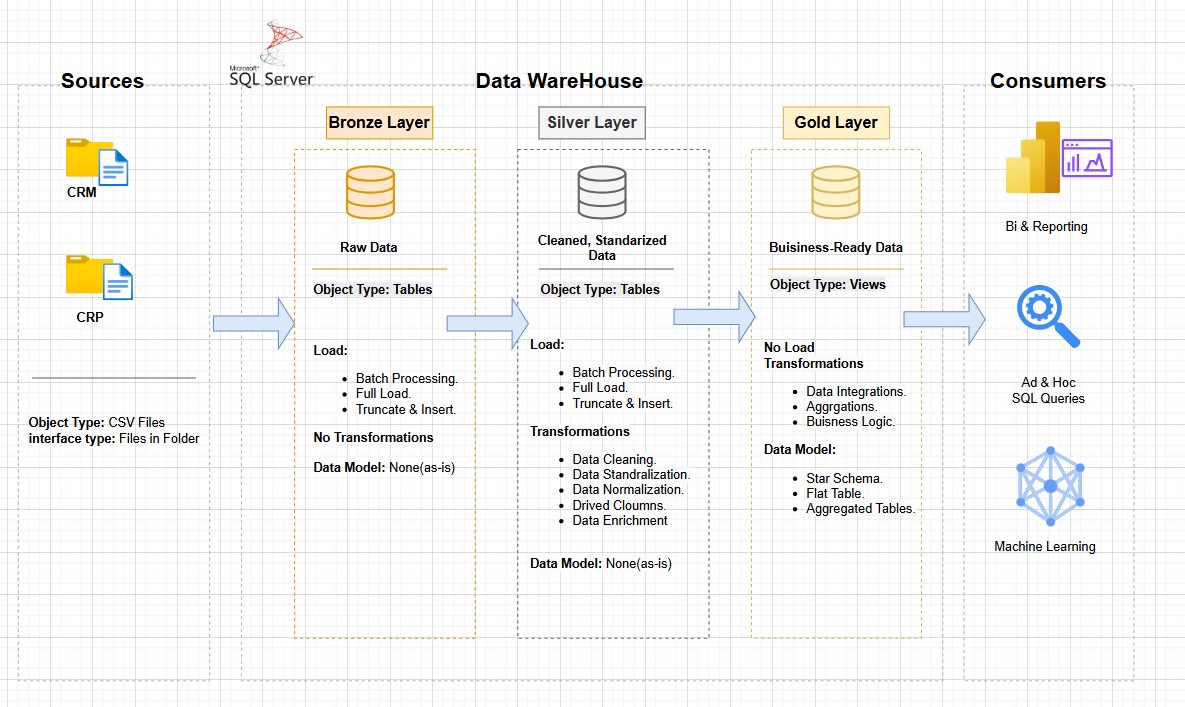 Sources
CRM
CRP
Object Type: CSV Files
interface type: Files in Folder
Microsoft®
SQL Server
Data WareHouse
Bronze Layer
Raw Data
Object Type: Tables
Load:
• Batch Processing.
• Full Load.
• Truncate & Insert.
No Transformations
Data Model: None(as-is)
Silver Layer
Cleaned, Standarized
Data
Object Type: Tables
Load:
• Batch Processing.
• Full Load.
• Truncate & Insert.
Transformations
• Data Cleaning.
• Data Standralization.
• Data Normalization.
• Drived Cloumns.
• Data Enrichment
Data Model: None(as-is)
Gold Layer
Buisiness-Ready Data
Object Type: Views
No Load
Transformations
• Data Integrations.
• Aggrgations.
• Buisness Logic.
Data Model:
• Star Schema.
• Flat Table.
• Aggregated Tables.
Consumers
Bi & Reporting
Ad & Hoc
SQL Queries
Machine Learning